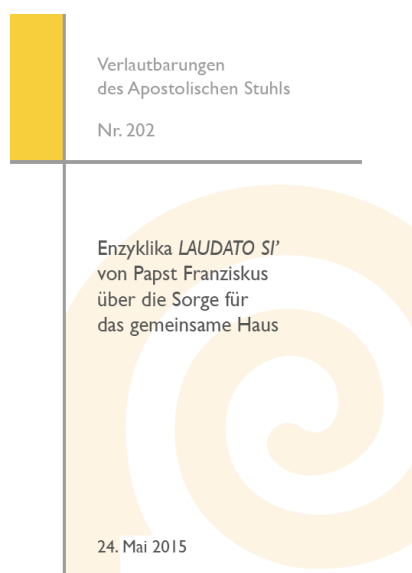 Verlautbarungen
des Apostolischen Stuhls
Nr. 202
Enzyklika LAUDATO SI’
von Papst Franziskus
über die Sorge für
das gemeinsame Haus
24. Mai 2015